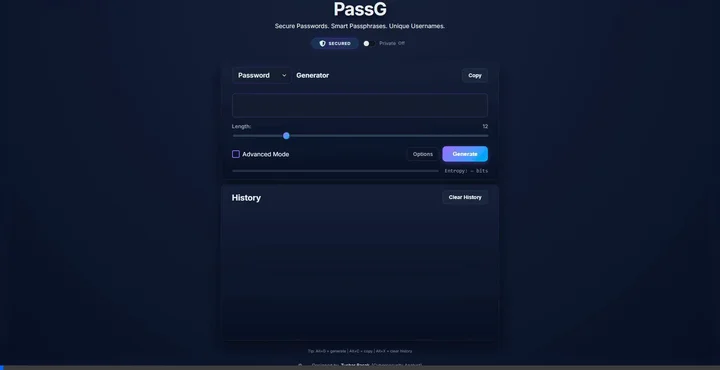 PassG
Secure Passwords. Smart Passphrases. Unique Usernames.
SECURED Private Off
Password Generator Copy
Length: 12
Advanced Mode Options Generate
Entropy: – bits
History Clear History
Tip: Alt+G = generate | Alt+C = copy | Alt+X = clear history